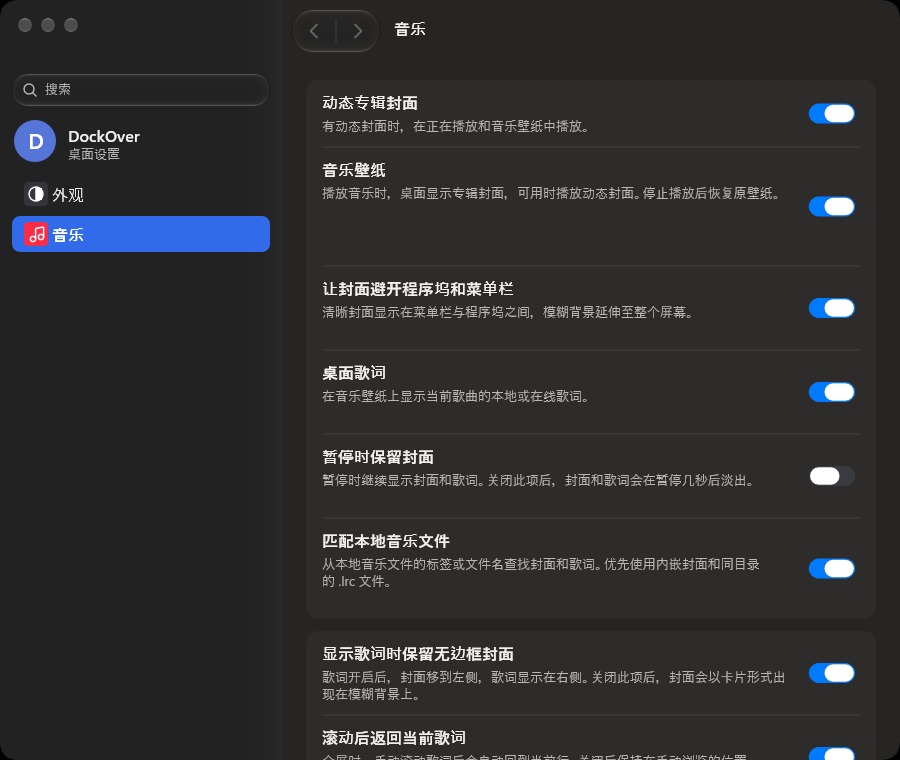 音乐
搜索
D
DockOver
桌面设置
外观
音乐
动态专辑封面
有动态封面时，在正在播放和音乐壁纸中播放。
音乐壁纸
播放音乐时，桌面显示专辑封面，可用时播放动态封面。停止播放后恢复原壁纸。
让封面避开程序坞和菜单栏
清晰封面显示在菜单栏与程序坞之间，模糊背景延伸至整个屏幕。
桌面歌词
在音乐壁纸上显示当前歌曲的本地或在线歌词。
暂停时保留封面
暂停时继续显示封面和歌词。关闭此项后，封面和歌词会在暂停几秒后淡出。
匹配本地音乐文件
从本地音乐文件的标签或文件名查找封面和歌词。优先使用内嵌封面和同目录
的 .lrc 文件。
显示歌词时保留无边框封面
歌词开启后，封面移到左侧，歌词显示在右侧。关闭此项后，封面会以卡片形式出
现在模糊背景上。
滚动后返回当前歌词